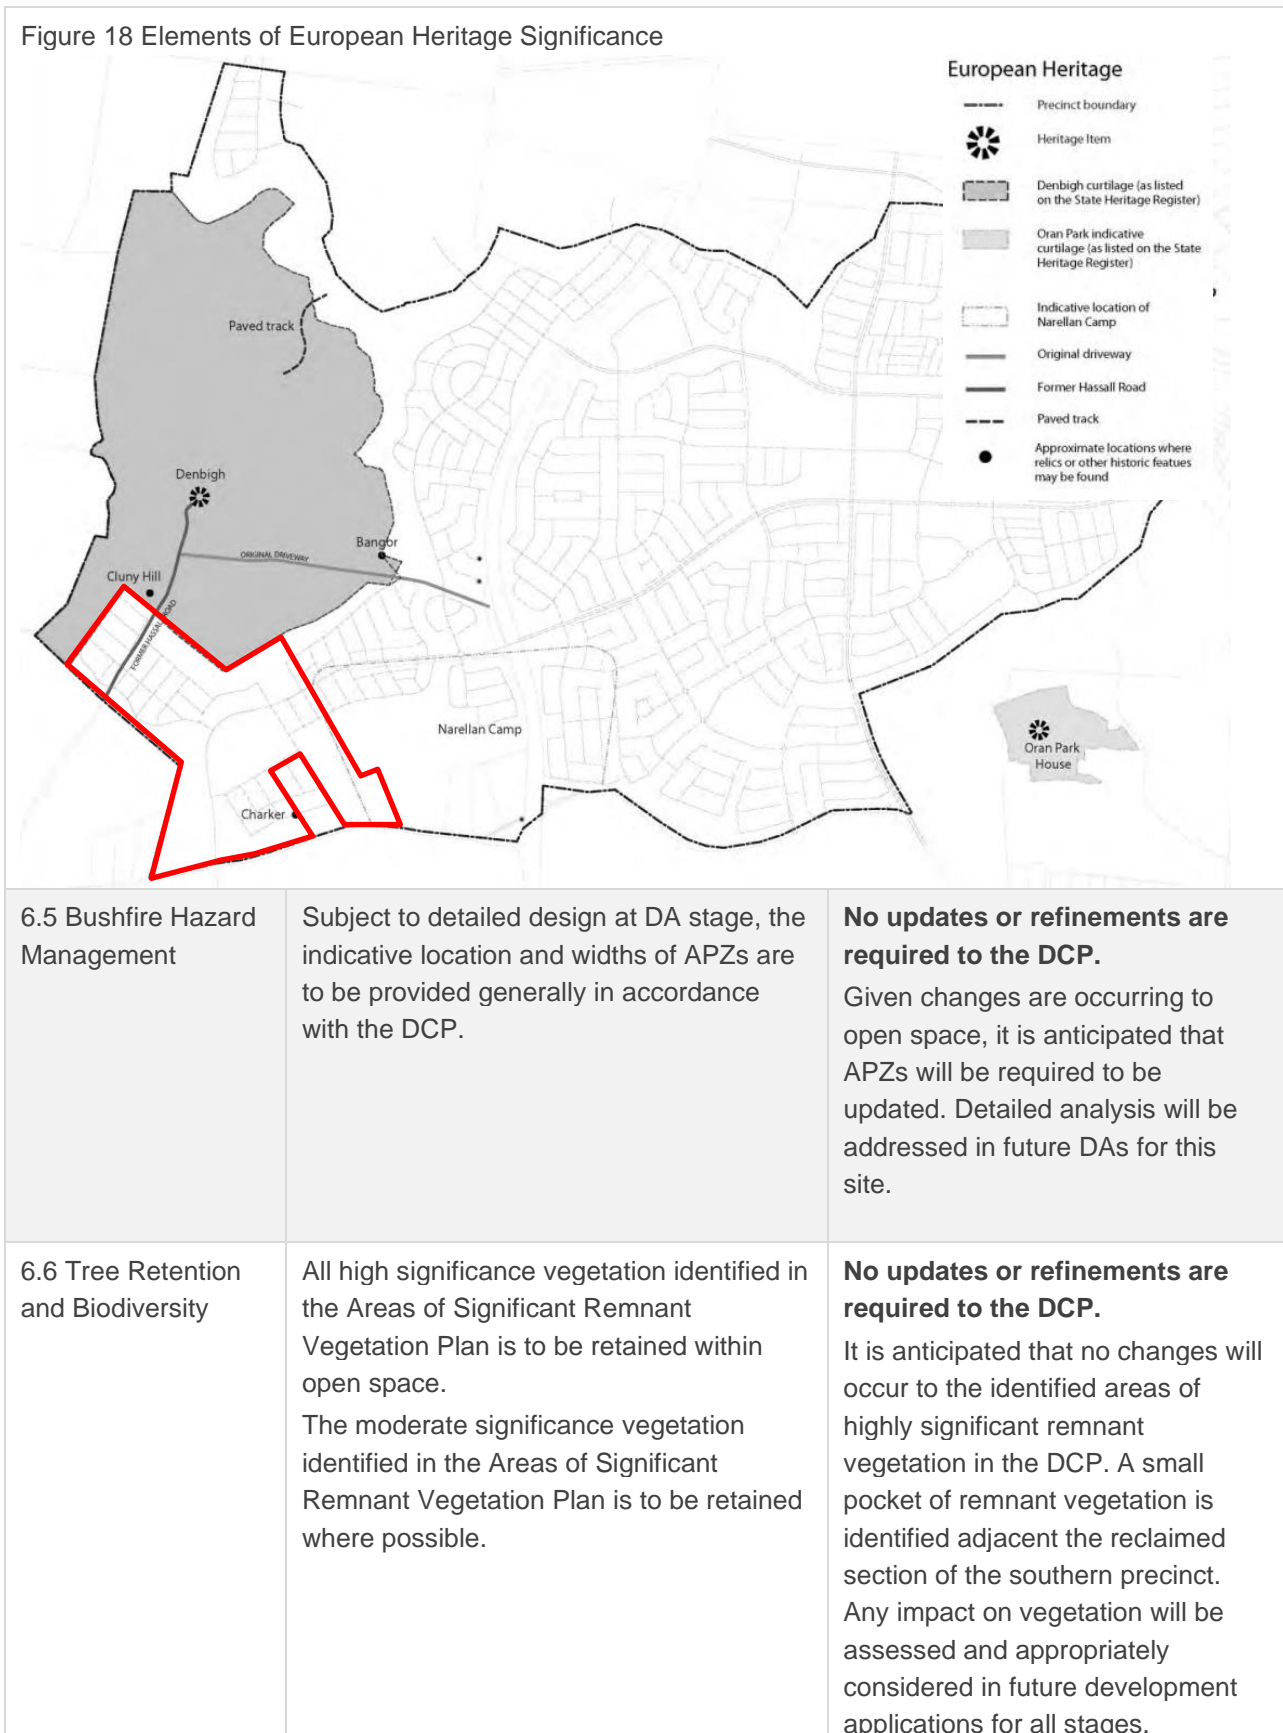 Figure 18 Elements of European Heritage Significance
European Heritage
Precinct boundary
Heritage Item
Denbigh curtilage (as listed
on the State Heritage Register)
Oran Park indicative
curtilage (as listed on the State
Heritage Register)
Indicative location of
Narellan Camp
Original driveway
Former Hassall Road
Paved track
Approximate locations where
relics or other historic featues
may be found
Paved track
Denbigh
Bangor
ORIGINAL DRIVEWAY
Cluny Hill
FORMER HASSALL ROAD
Narellan Camp
Oran Park
House
Charker
6.5 Bushfire Hazard
Management
Subject to detailed design at DA stage, the
indicative location and widths of APZs are
to be provided generally in accordance
with the DCP.
No updates or refinements are
required to the DCP.
Given changes are occurring to
open space, it is anticipated that
APZs will be required to be
updated. Detailed analysis will be
addressed in future DAs for this
site.
6.6 Tree Retention
and Biodiversity
All high significance vegetation identified in
the Areas of Significant Remnant
Vegetation Plan is to be retained within
open space.
The moderate significance vegetation
identified in the Areas of Significant
Remnant Vegetation Plan is to be retained
where possible.
No updates or refinements are
required to the DCP.
It is anticipated that no changes will
occur to the identified areas of
highly significant remnant
vegetation in the DCP. A small
pocket of remnant vegetation is
identified adjacent the reclaimed
section of the southern precinct.
Any impact on vegetation will be
assessed and appropriately
considered in future development
applications for all stages.